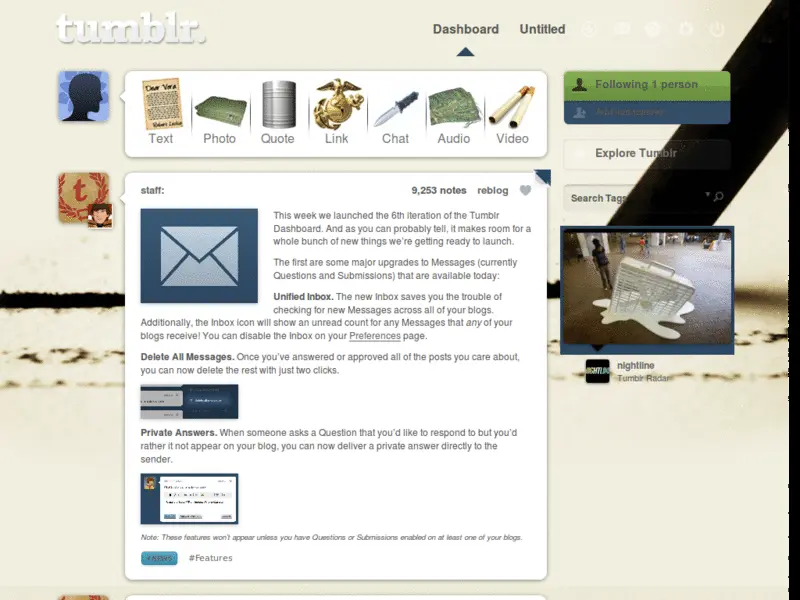 tumblr.
Dashboard Untitled
Dear Vera
Text Photo Quote Link Chat Audio Video
Following 1 person
Explore Tumblr
Search Tags
staff:
9,253 notes reblog
This week we launched the 6th iteration of the Tumblr
Dashboard. And as you can probably tell, it makes room for a
whole bunch of new things we're getting ready to launch.
The first are some major upgrades to Messages (currently
Questions and Submissions) that are available today:
Unified Inbox. The new Inbox saves you the trouble of
checking for new Messages across all of your blogs.
Additionally, the Inbox icon will show an unread count for any Messages that any of your
blogs receive! You can disable the Inbox on your Preferences page.
Delete All Messages. Once you've answered or approved all of the posts you care about,
you can now delete the rest with just two clicks.
Private Answers. When someone asks a Question that you'd like to respond to but you'd
rather it not appear on your blog, you can now deliver a private answer directly to the
sender.
Note: These features won't appear unless you have Questions or Submissions enabled on at least one of your blogs.
#Features
t
NIGHTLINE
nightline
Tumblr Radar